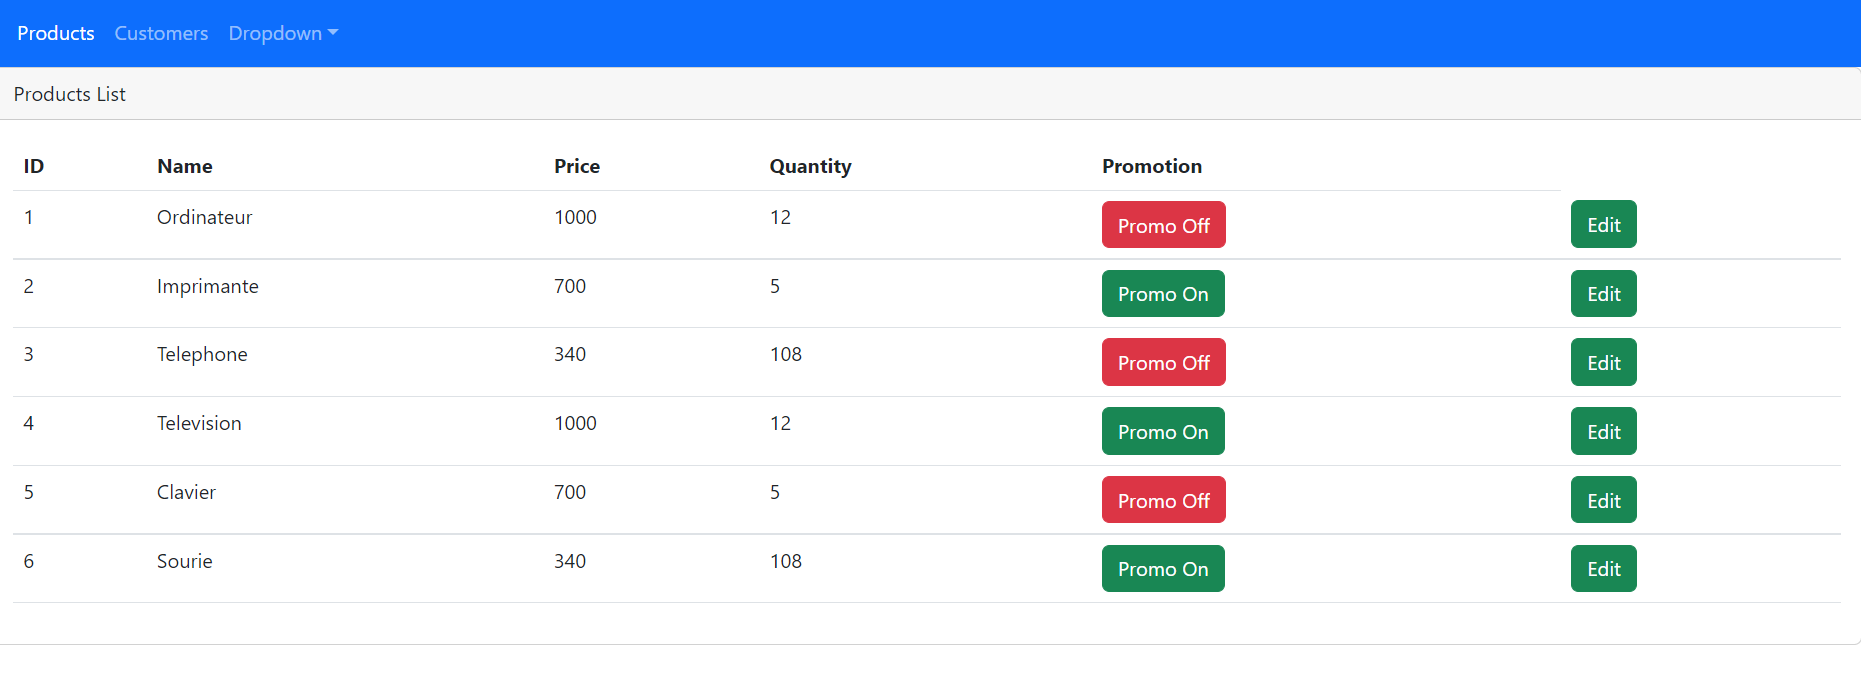 Products Customers Dropdown
Products List
ID Name Price Quantity Promotion
1 Ordinateur 1000 12 Promo Off Edit
2 Imprimante 700 5 Promo On Edit
3 Telephone 340 108 Promo Off Edit
4 Television 1000 12 Promo On Edit
5 Clavier 700 5 Promo Off Edit
6 Sourie 340 108 Promo On Edit